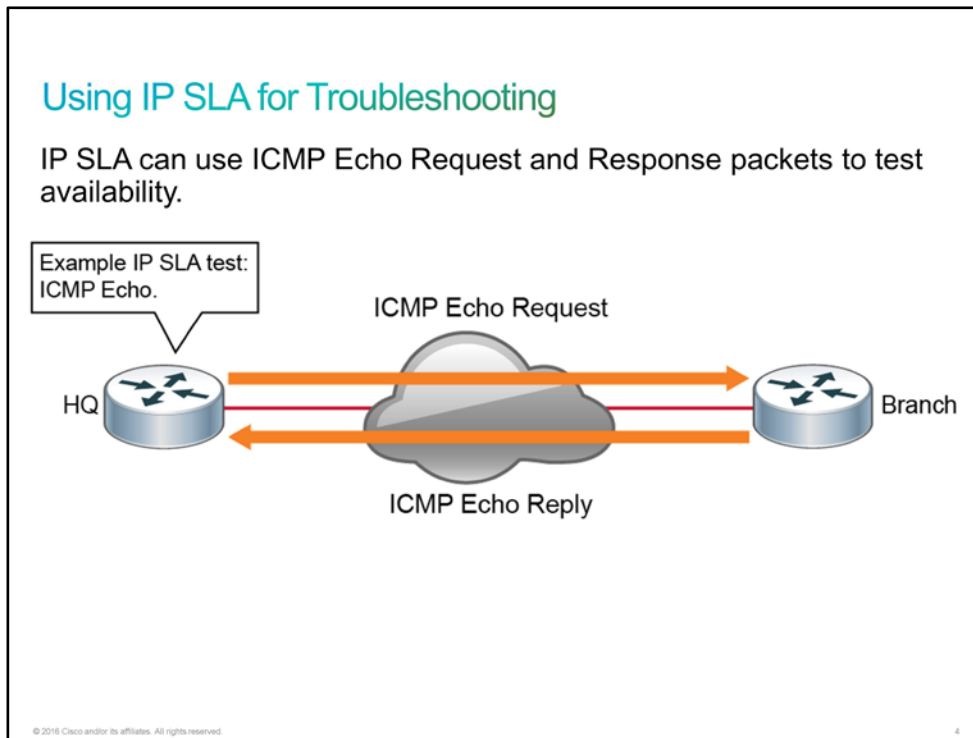 Using IP SLA for Troubleshooting
IP SLA can use ICMP Echo Request and Response packets to test
availability.
Example IP SLA test:
ICMP Echo.
ICMP Echo Request
HQ
Branch
ICMP Echo Reply
© 2016 Cisco and/or its affiliates. All rights reserved.
4